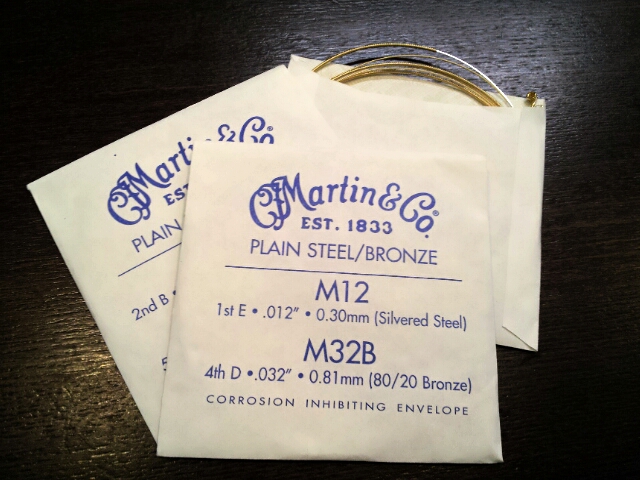 CFMartin & Co.
EST. 1833
PLAIN STEEL/BRONZE
M12
1st E • .012" • 0.30mm (Silvered Steel)
M32B
4th D •.032" • 0.81mm (80/20 Bronze)
CORROSION INHIBITING ENVELOPE
CFMartin & Co.
EST.
PLAIN
2nd B •
5